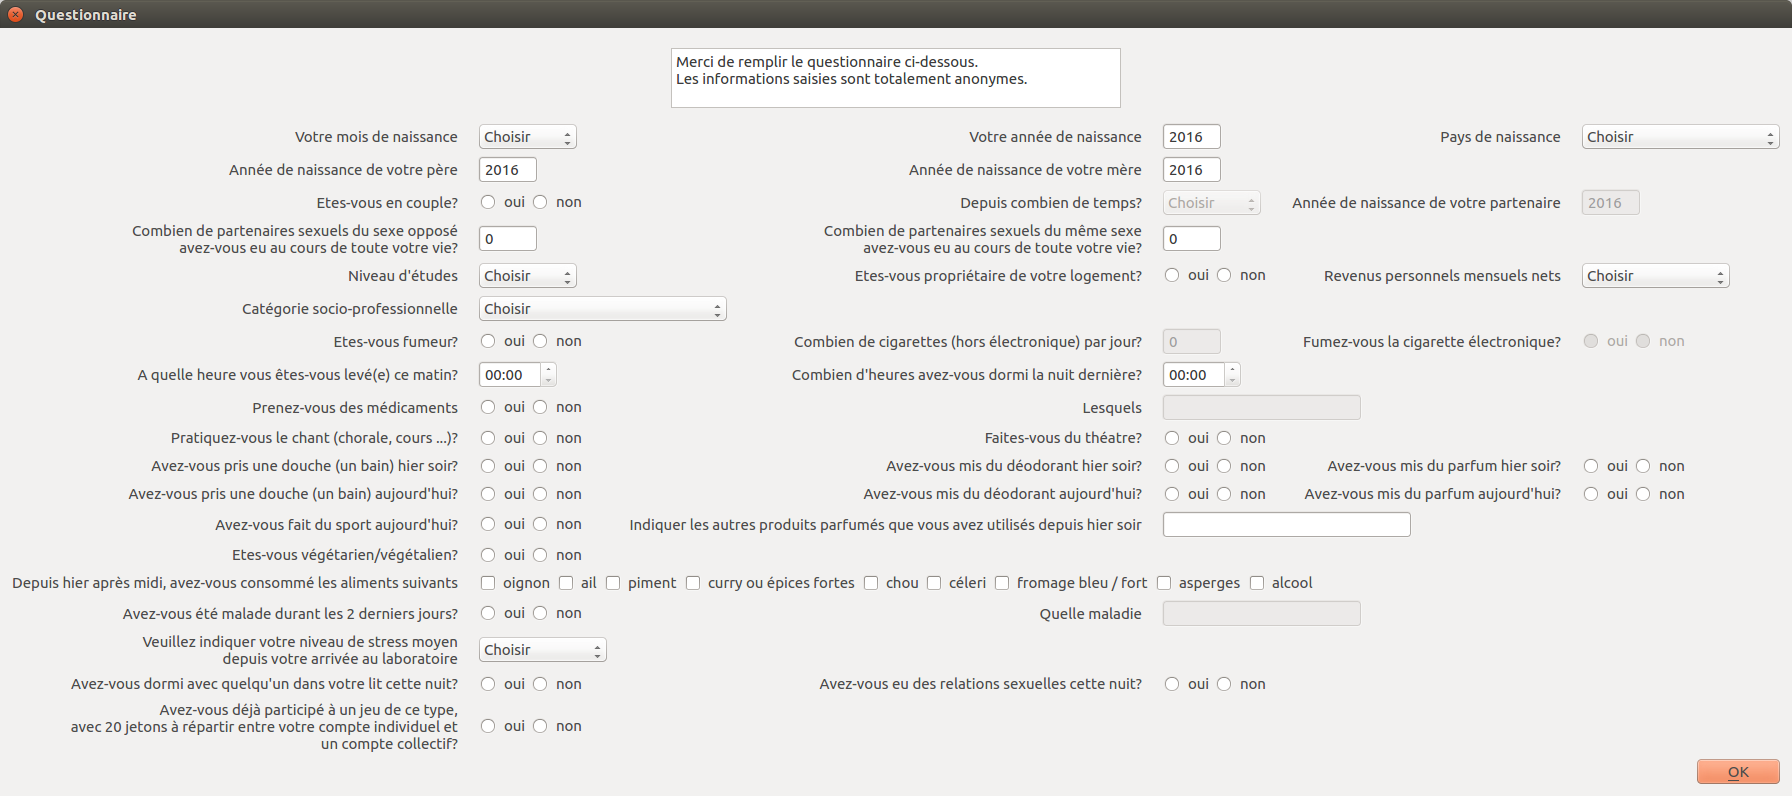 Questionnaire
Merci de remplir le questionnaire ci-dessous.
Les informations saisies sont totalement anonymes.
Votre mois de naissance Choisir Votre année de naissance 2016 Pays de naissance Choisir
Année de naissance de votre père 2016 Année de naissance de votre mère 2016
Etes-vous en couple? oui non Depuis combien de temps? Choisir Année de naissance de votre partenaire 2016
Combien de partenaires sexuels du sexe opposé
avez-vous eu au cours de toute votre vie? 0
Combien de partenaires sexuels du même sexe
avez-vous eu au cours de toute votre vie? 0
Niveau d'études Choisir Etes-vous propriétaire de votre logement? oui non Revenus personnels mensuels nets Choisir
Catégorie socio-professionnelle Choisir
Etes-vous fumeur? oui non Combien de cigarettes (hors électronique) par jour? 0 Fumez-vous la cigarette électronique? oui non
A quelle heure vous êtes-vous levé(e) ce matin? 00:00 Combien d'heures avez-vous dormi la nuit dernière? 00:00
Prenez-vous des médicaments oui non Lesquels
Pratiquez-vous le chant (chorale, cours ...)? oui non Faites-vous du théatre? oui non
Avez-vous pris une douche (un bain) hier soir? oui non Avez-vous mis du déodorant hier soir? oui non Avez-vous mis du parfum hier soir? oui non
Avez-vous pris une douche (un bain) aujourd'hui? oui non Avez-vous mis du déodorant aujourd'hui? oui non Avez-vous mis du parfum aujourd'hui? oui non
Avez-vous fait du sport aujourd'hui? oui non Indiquer les autres produits parfumés que vous avez utilisés depuis hier soir
Etes-vous végétarien/végétalien? oui non
Depuis hier après midi, avez-vous consommé les aliments suivants oignon ail piment curry ou épices fortes chou céleri fromage bleu / fort asperges alcool
Avez-vous été malade durant les 2 derniers jours? oui non Quelle maladie
Veuillez indiquer votre niveau de stress moyen
depuis votre arrivée au laboratoire Choisir
Avez-vous dormi avec quelqu'un dans votre lit cette nuit? oui non Avez-vous eu des relations sexuelles cette nuit? oui non
Avez-vous déjà participé à un jeu de ce type,
avec 20 jetons à répartir entre votre compte individuel et oui non
un compte collectif?
OK